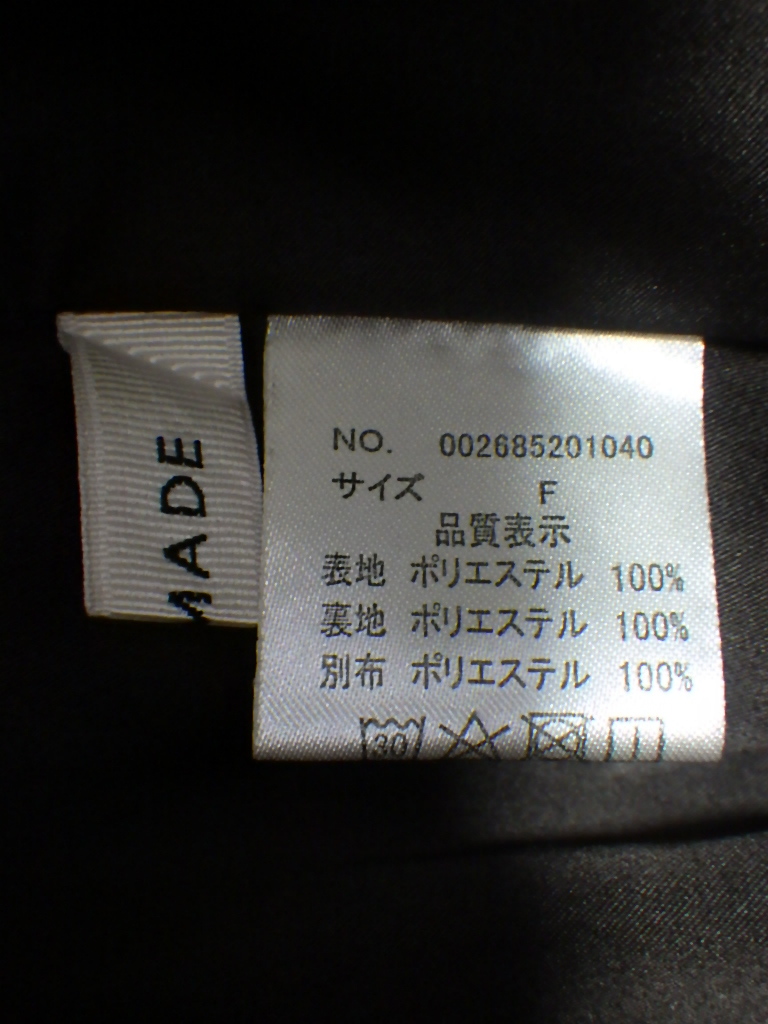 MADE
NO. 002685201040
サイズ F
品質表示
表地 ポリエステル 100%
裏地 ポリエステル 100%
別布 ポリエステル 100%
30